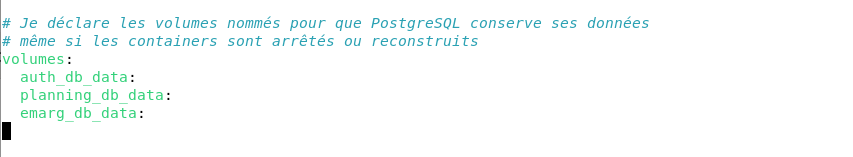 # Je déclare les volumes nommés pour que PostgreSQL conserve ses données
# même si les containers sont arrêtés ou reconstruits
volumes:
  auth_db_data:
  planning_db_data:
  emarg_db_data: